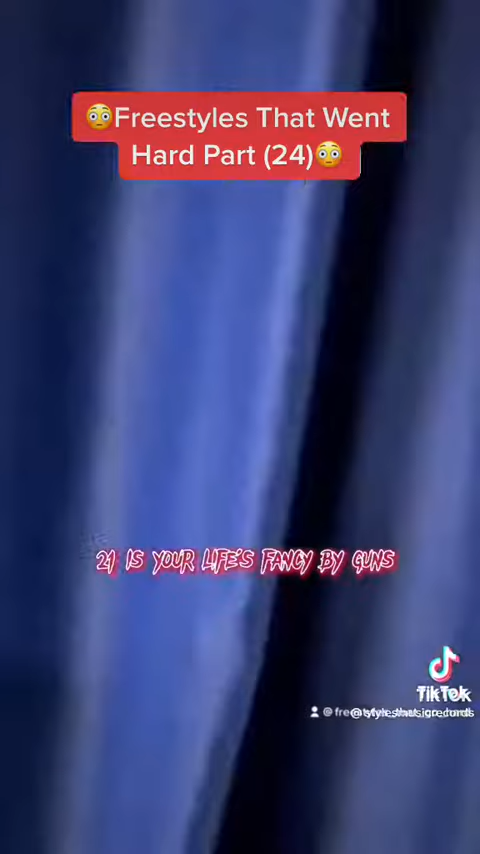 😳Freestyles That Went
Hard Part (24)😳
21 IS YOUR LIFE'S FANCY BY GUNS
TikTok